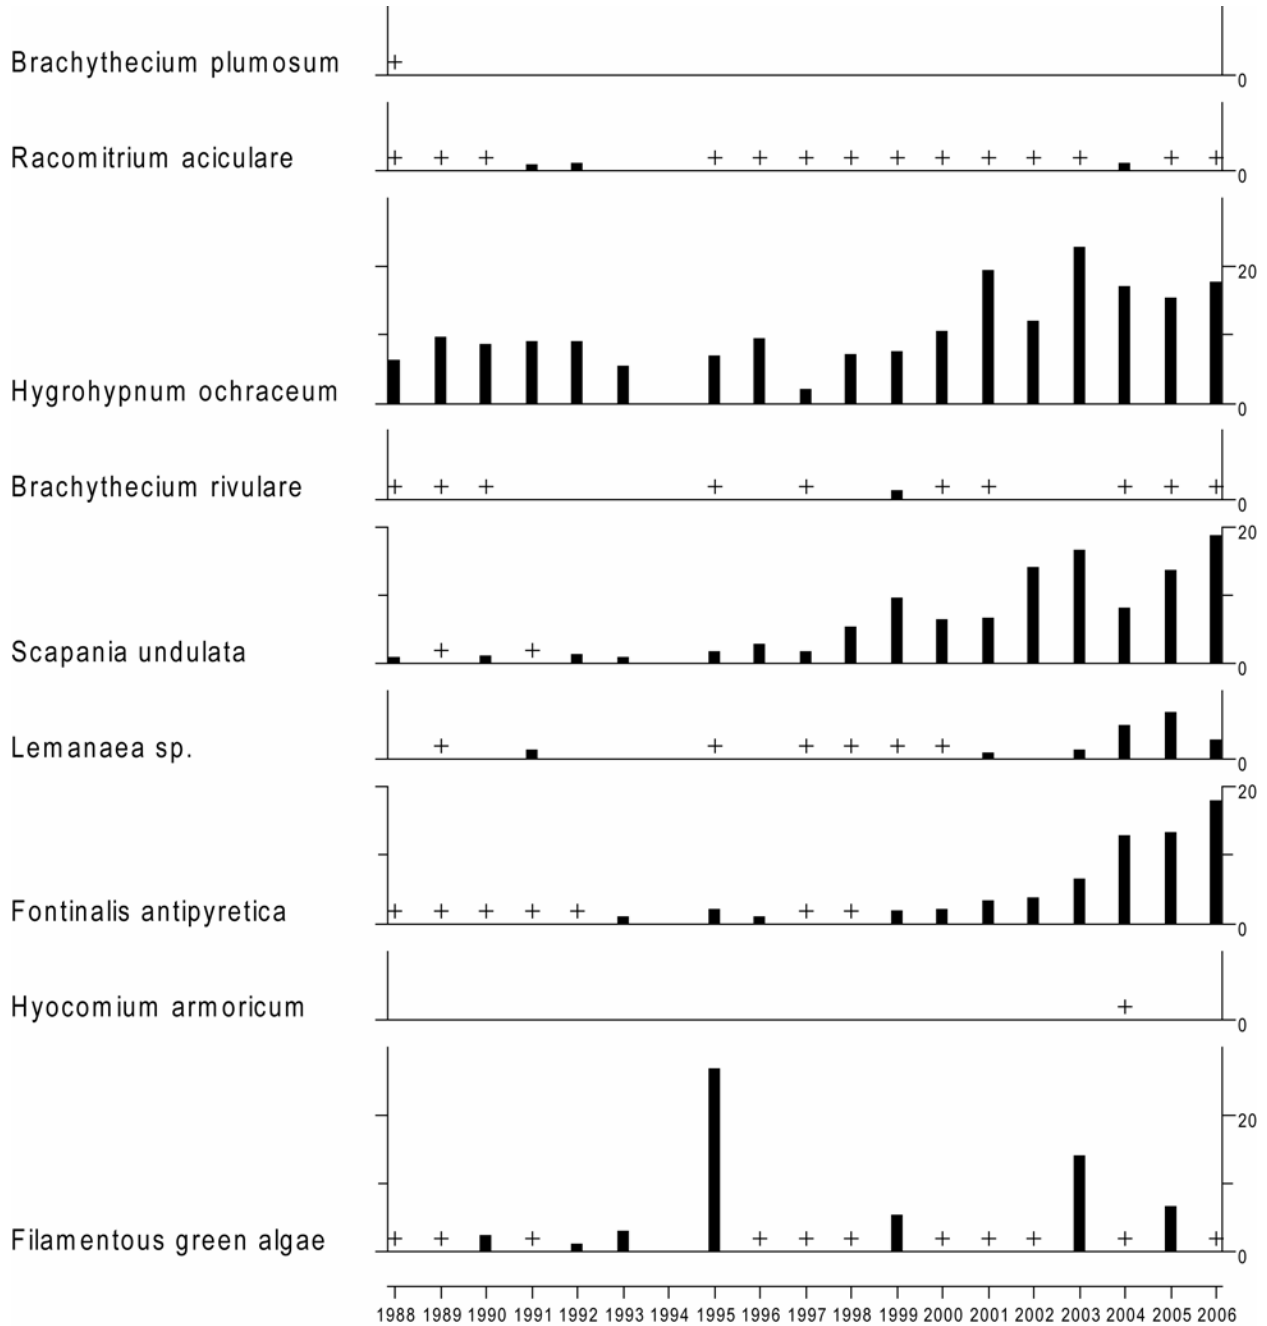 Brachythecium plumosum
0
Racomitrium aciculare
0
20
Hygrohypnum ochraceum
0
Brachythecium rivulare
0
20
Scapania undulata
0
Lemanaea sp.
0
20
Fontinalis antipyretica
0
Hyocomium armoricum
0
20
Filamentous green algae
0
1988 1989 1990 1991 1992 1993 1994 1995 1996 1997 1998 1999 2000 2001 2002 2003 2004 2005 2006